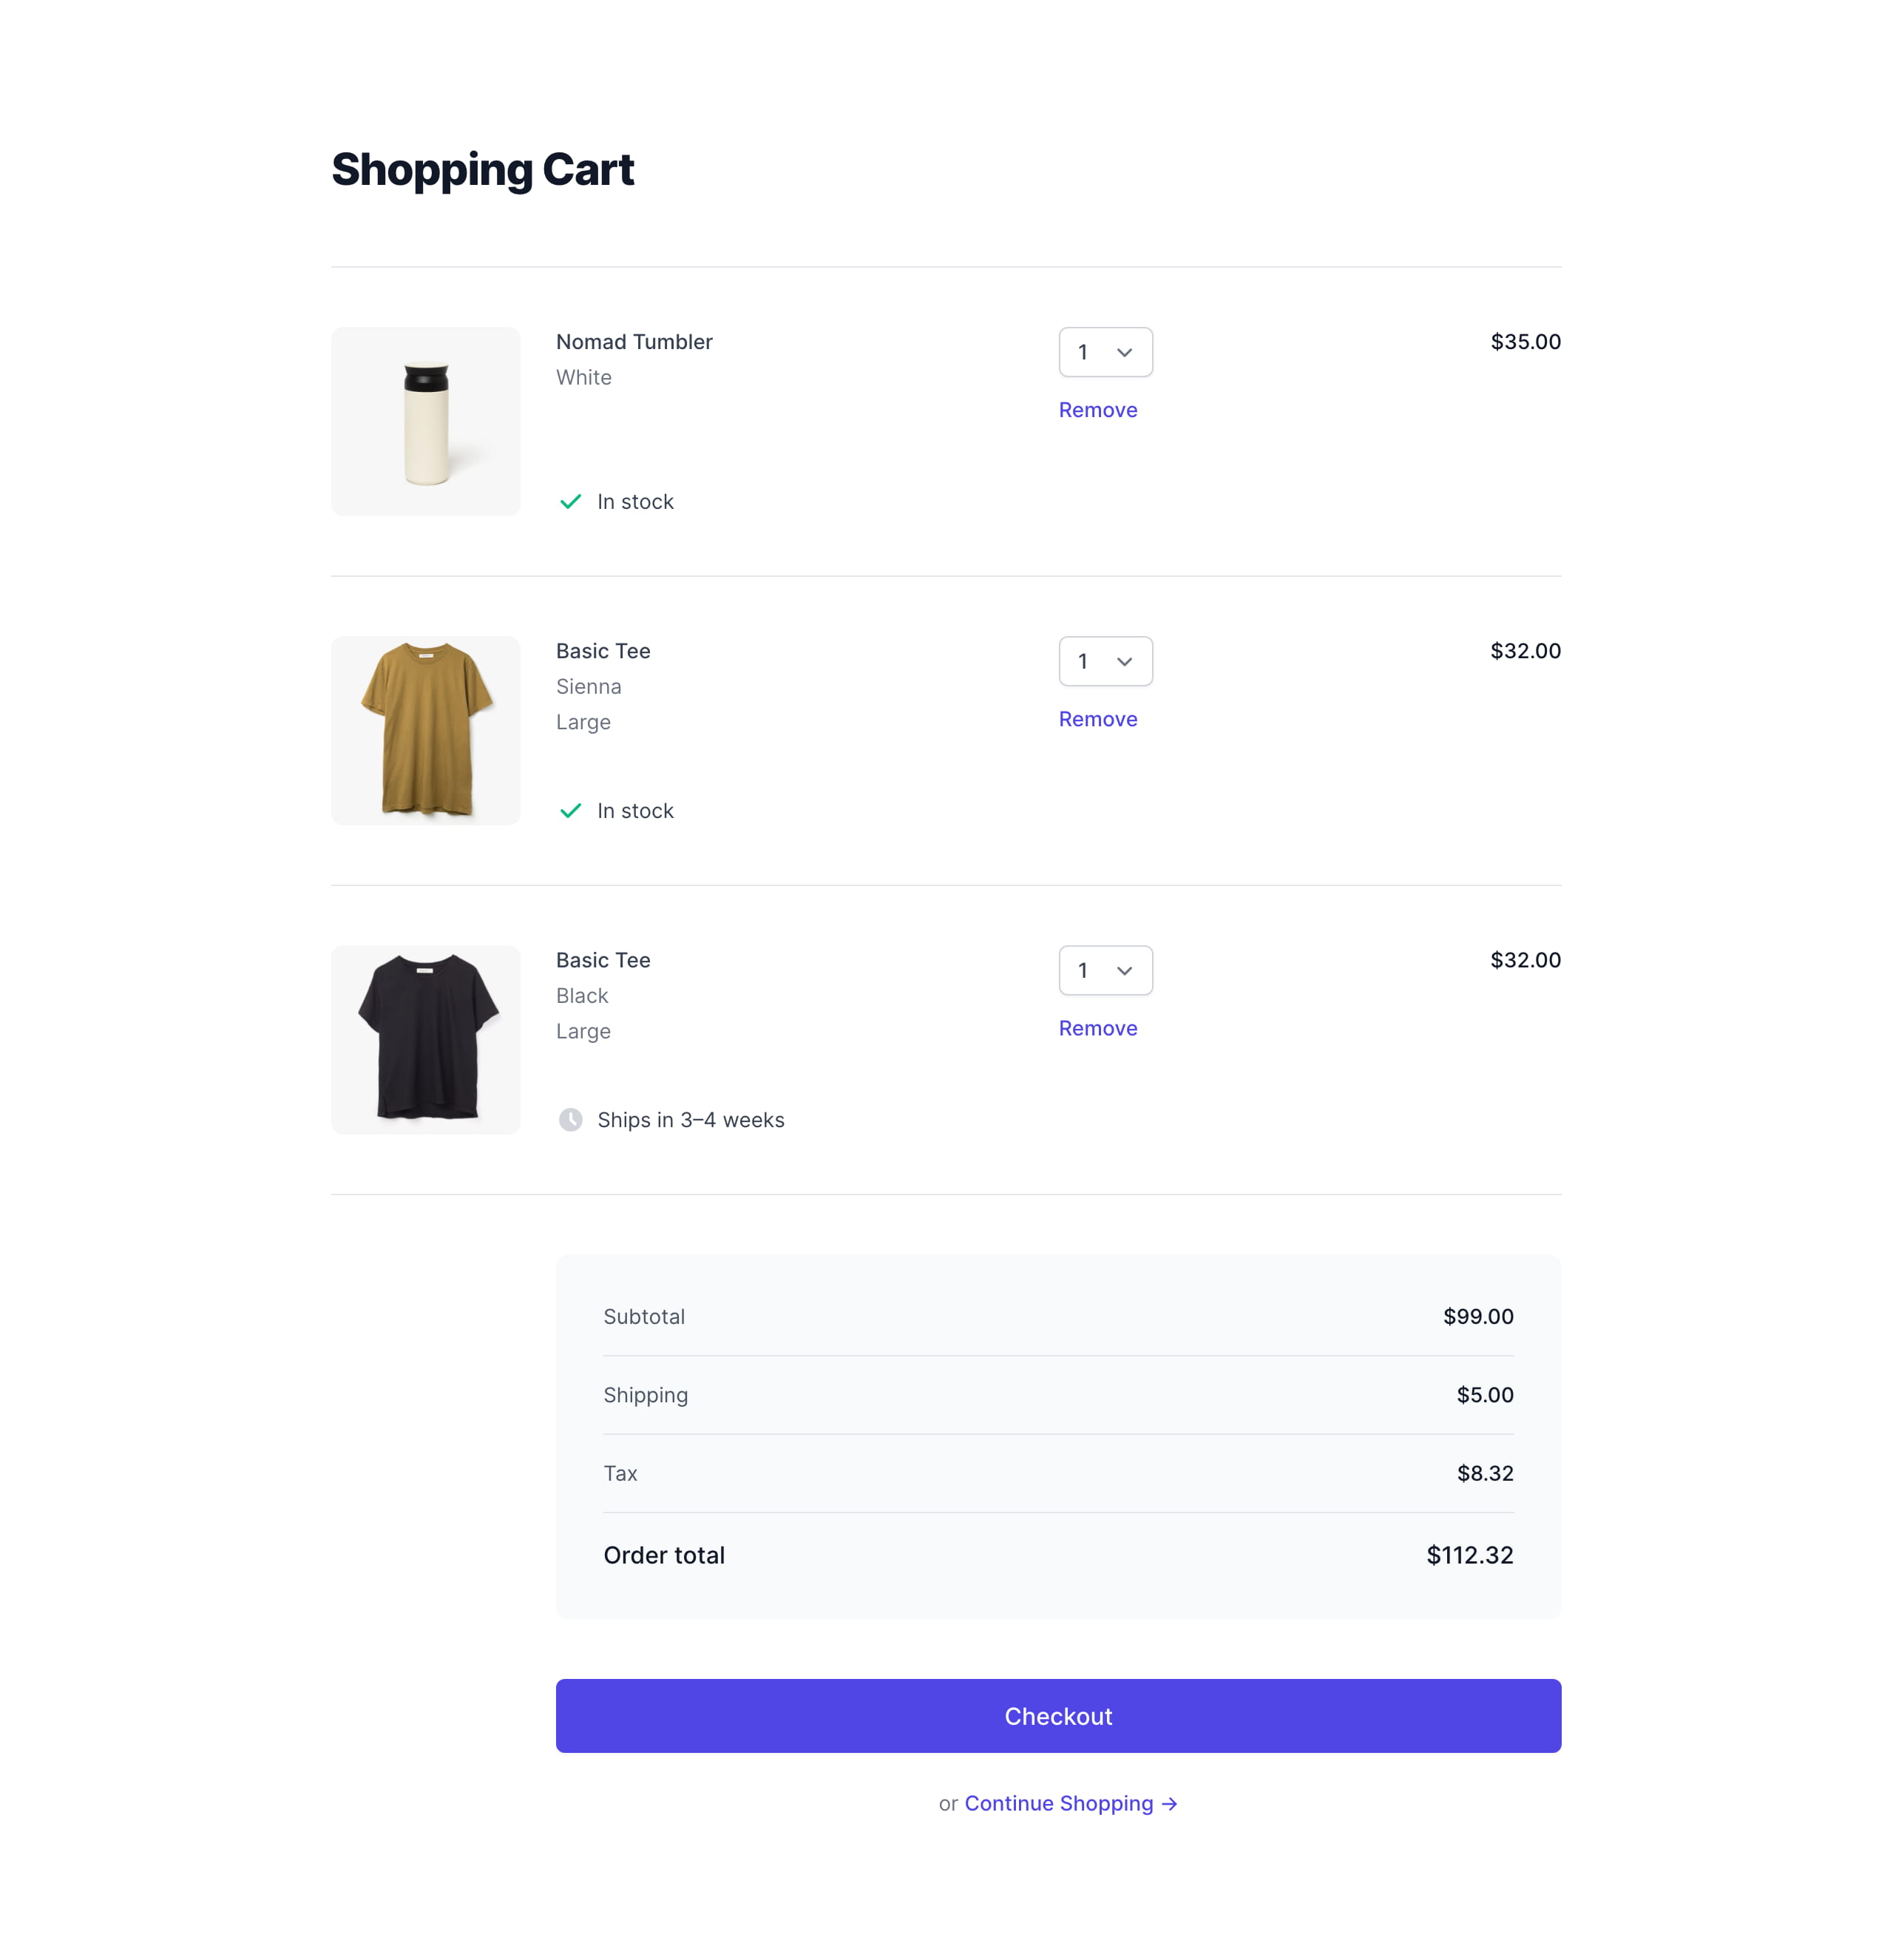 Shopping Cart
Nomad Tumbler
White
1
Remove
$35.00
In stock
Basic Tee
Sienna
Large
1
Remove
$32.00
In stock
Basic Tee
Black
Large
1
Remove
$32.00
Ships in 3–4 weeks
Subtotal $99.00
Shipping $5.00
Tax $8.32
Order total $112.32
Checkout
or Continue Shopping →